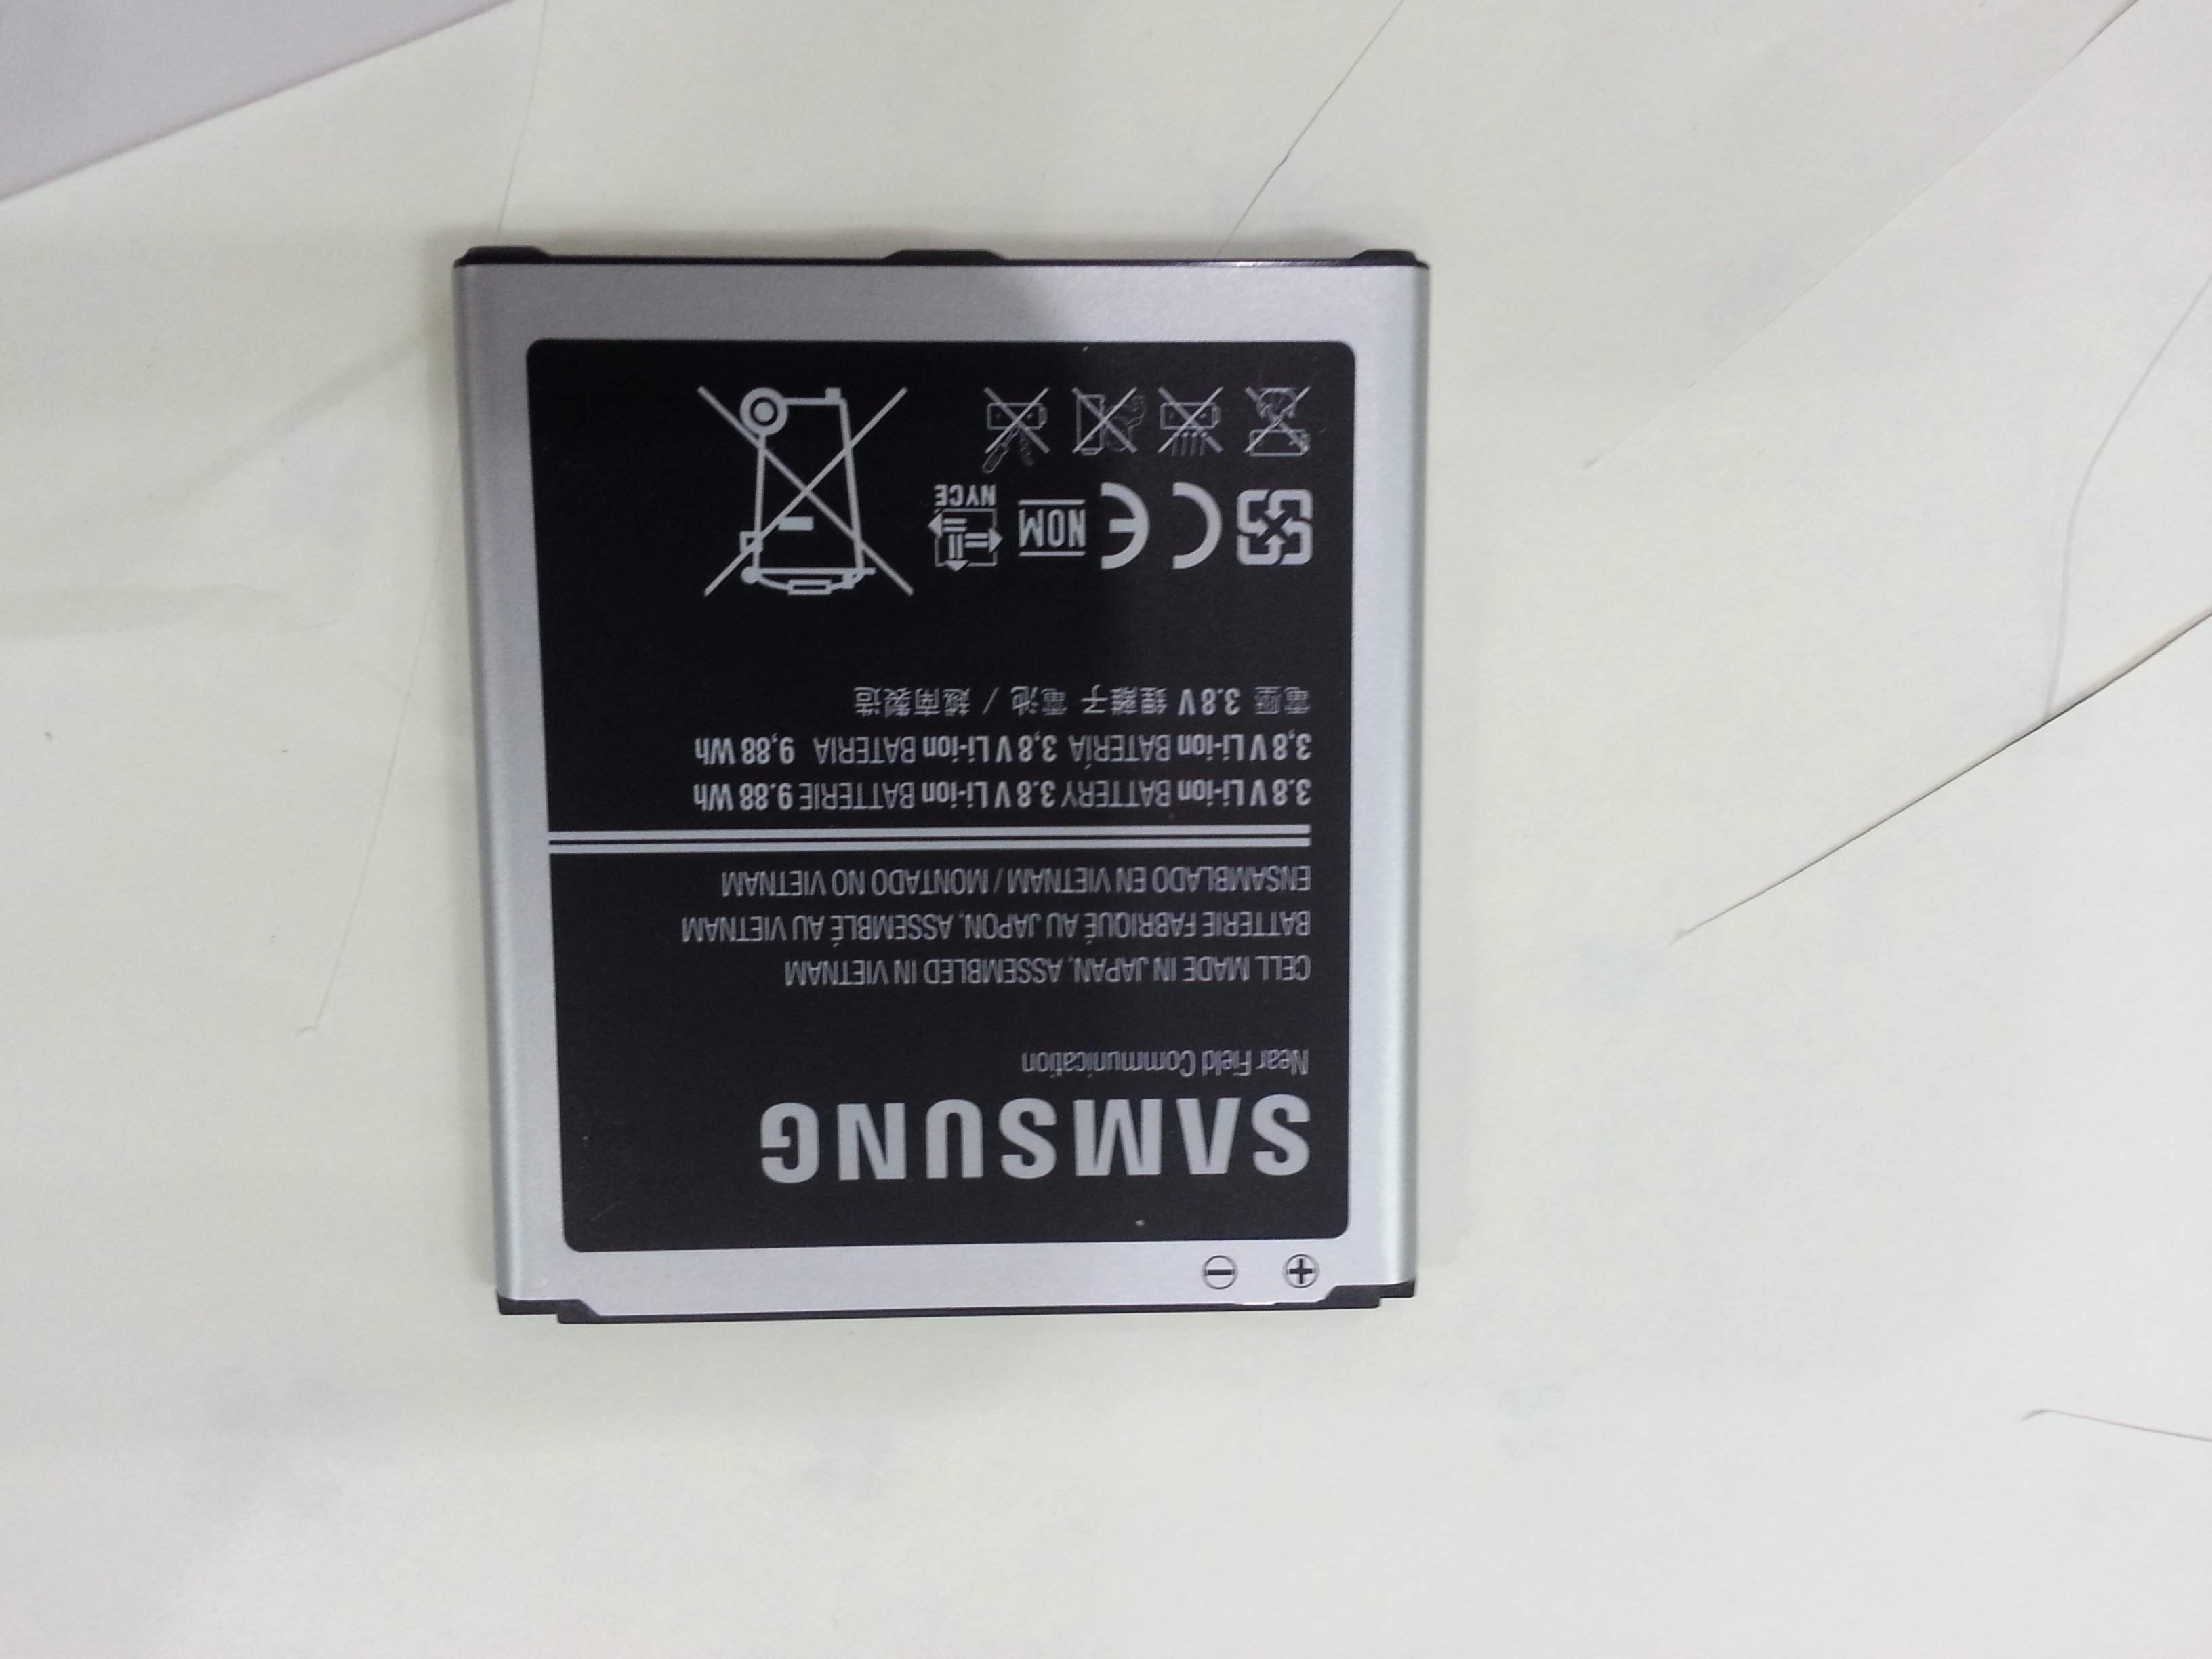 SAMSUNG
Near Field Communication
CELL MADE IN JAPAN, ASSEMBLED IN VIETNAM
BATTERIE FABRIQUÉ AU JAPON, ASSEMBLÉ AU VIETNAM
ENSAMBLADO EN VIETNAM / MONTADO NO VIETNAM
3.8 V Li-ion BATTERY 3.8 V Li-ion BATTERIE 9.88 Wh
3,8 V Li-ion BATERÍA 3,8 V Li-ion BATERIA 9,88 Wh
電壓 3.8 V 鋰離子 電池 / 越南製造
CE NOM NYCE